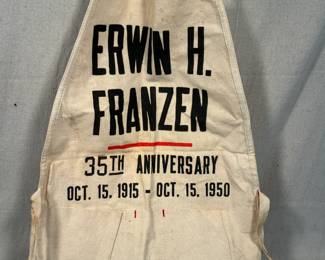 ERWIN H.
FRANZEN
35TH ANNIVERSARY
OCT. 15, 1915 - OCT. 15, 1950